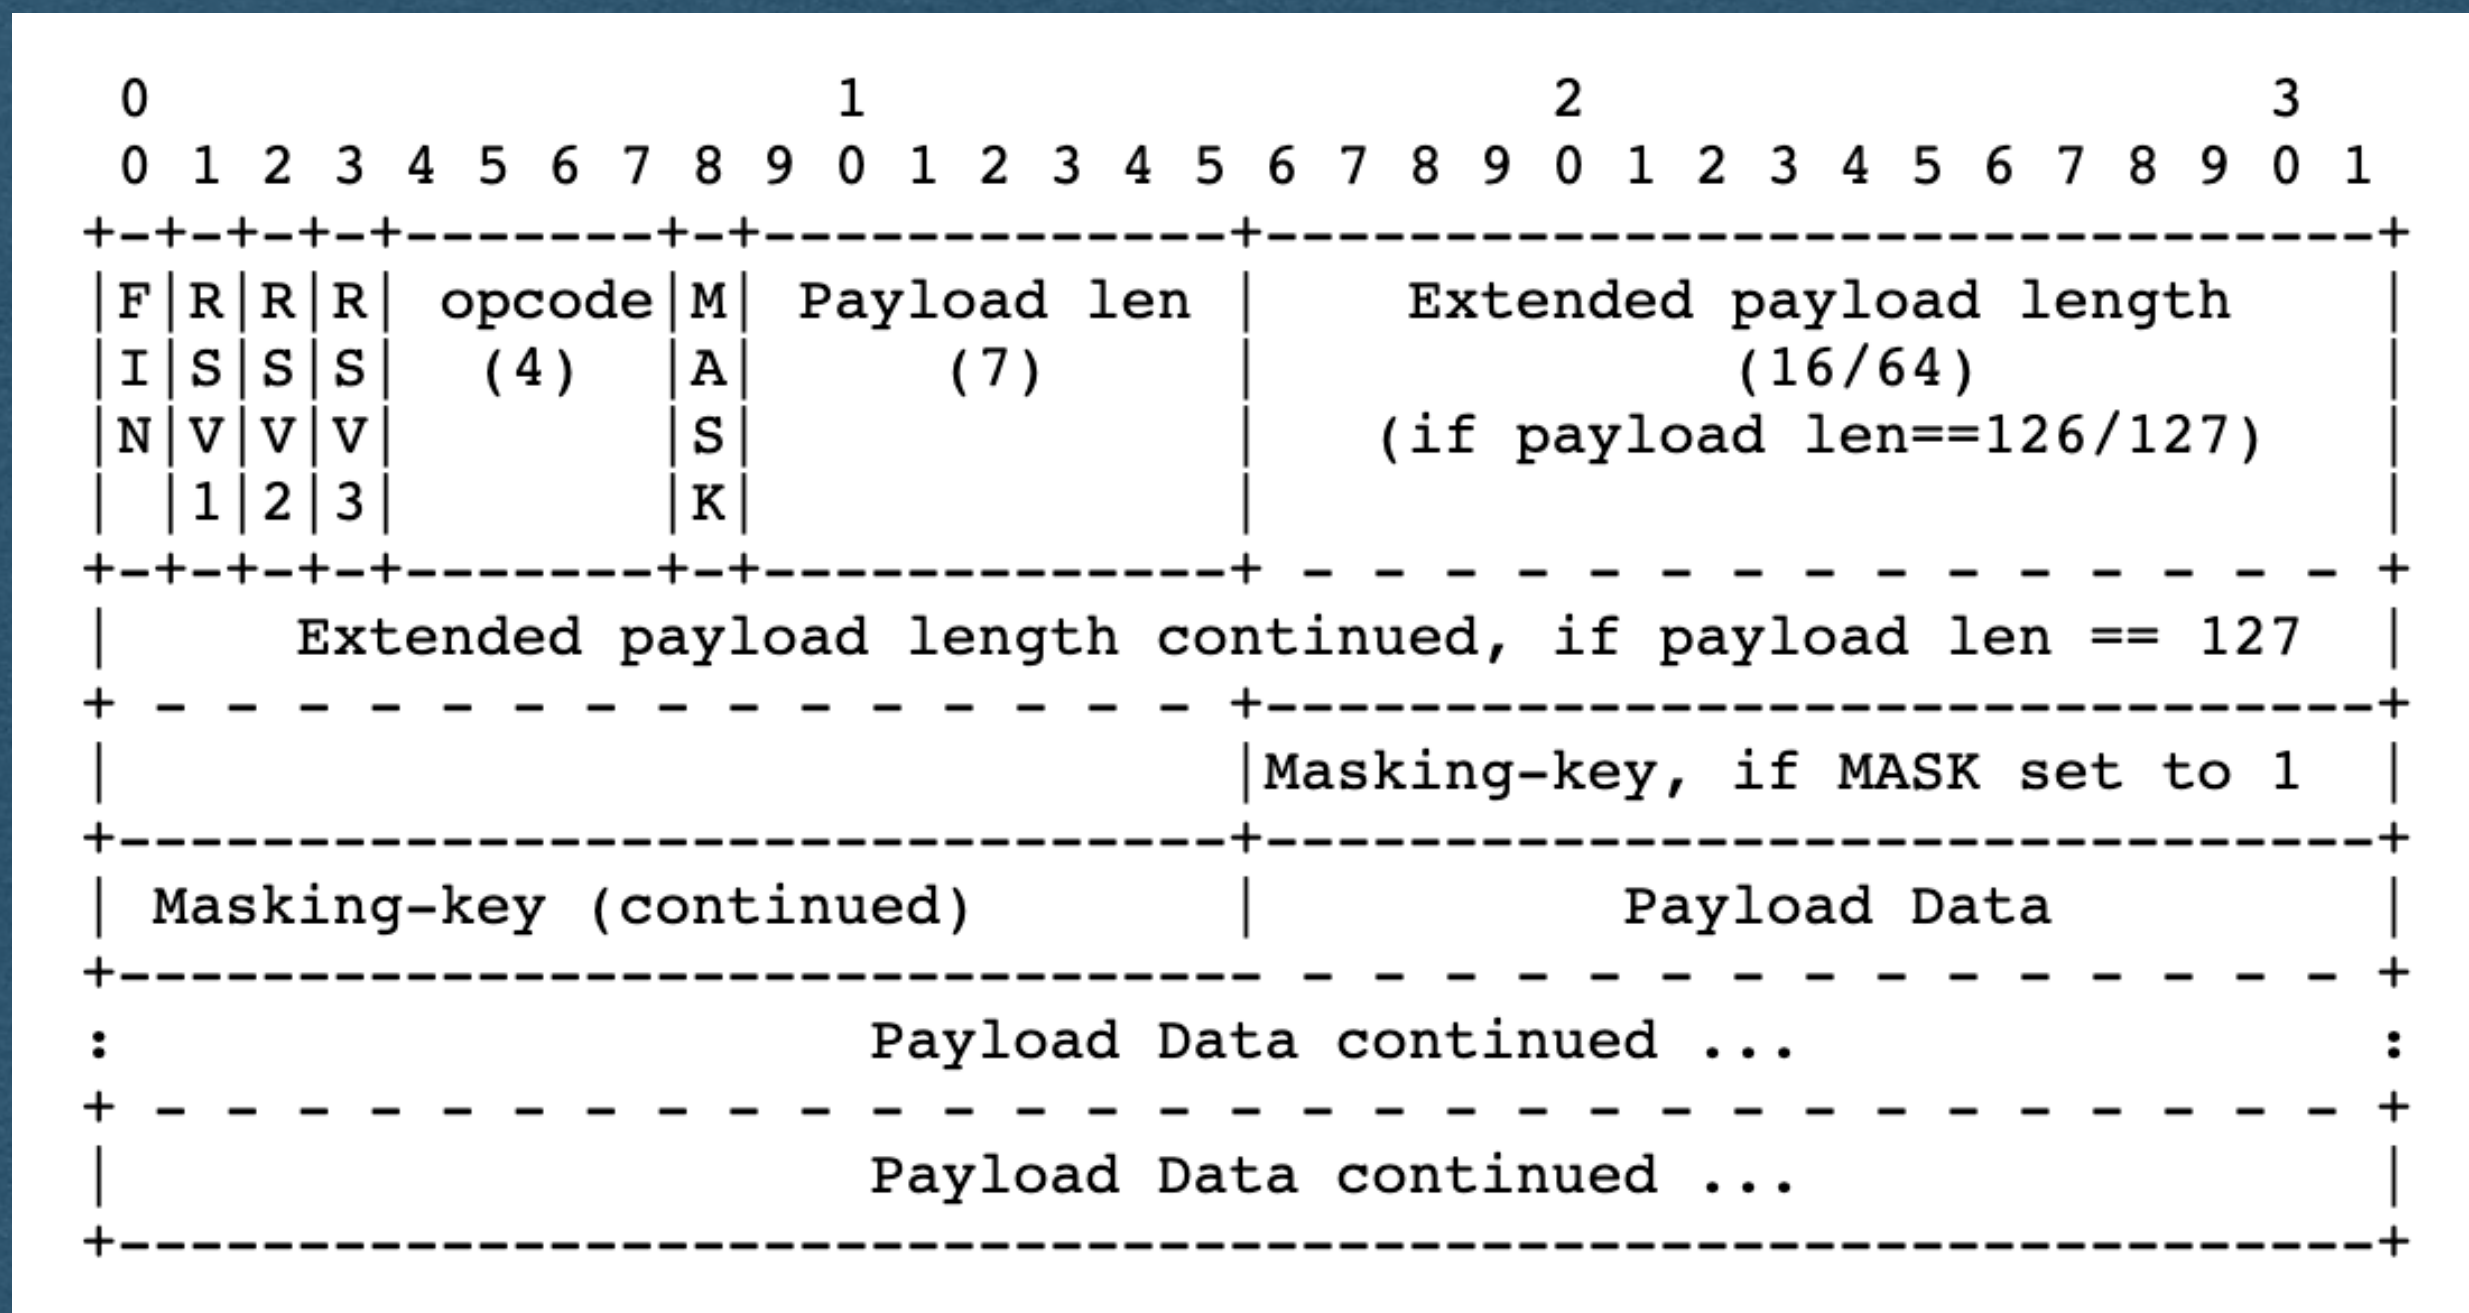 0                   1                   2                   3
      0 1 2 3 4 5 6 7 8 9 0 1 2 3 4 5 6 7 8 9 0 1 2 3 4 5 6 7 8 9 0 1
     +-+-+-+-+-------+-+-------------+-------------------------------+
     |F|R|R|R| opcode|M| Payload len |    Extended payload length    |
     |I|S|S|S|  (4)  |A|     (7)     |             (16/64)           |
     |N|V|V|V|       |S|             |   (if payload len==126/127)   |
     | |1|2|3|       |K|             |                               |
     +-+-+-+-+-------+-+-------------+ - - - - - - - - - - - - - - - +
     |     Extended payload length continued, if payload len == 127  |
     + - - - - - - - - - - - - - - - +-------------------------------+
     |                               |Masking-key, if MASK set to 1  |
     +-------------------------------+-------------------------------+
     | Masking-key (continued)       |          Payload Data         |
     +-------------------------------- - - - - - - - - - - - - - - - +
     :                     Payload Data continued ...                :
     + - - - - - - - - - - - - - - - - - - - - - - - - - - - - - - - +
     |                     Payload Data continued ...                |
     +---------------------------------------------------------------+